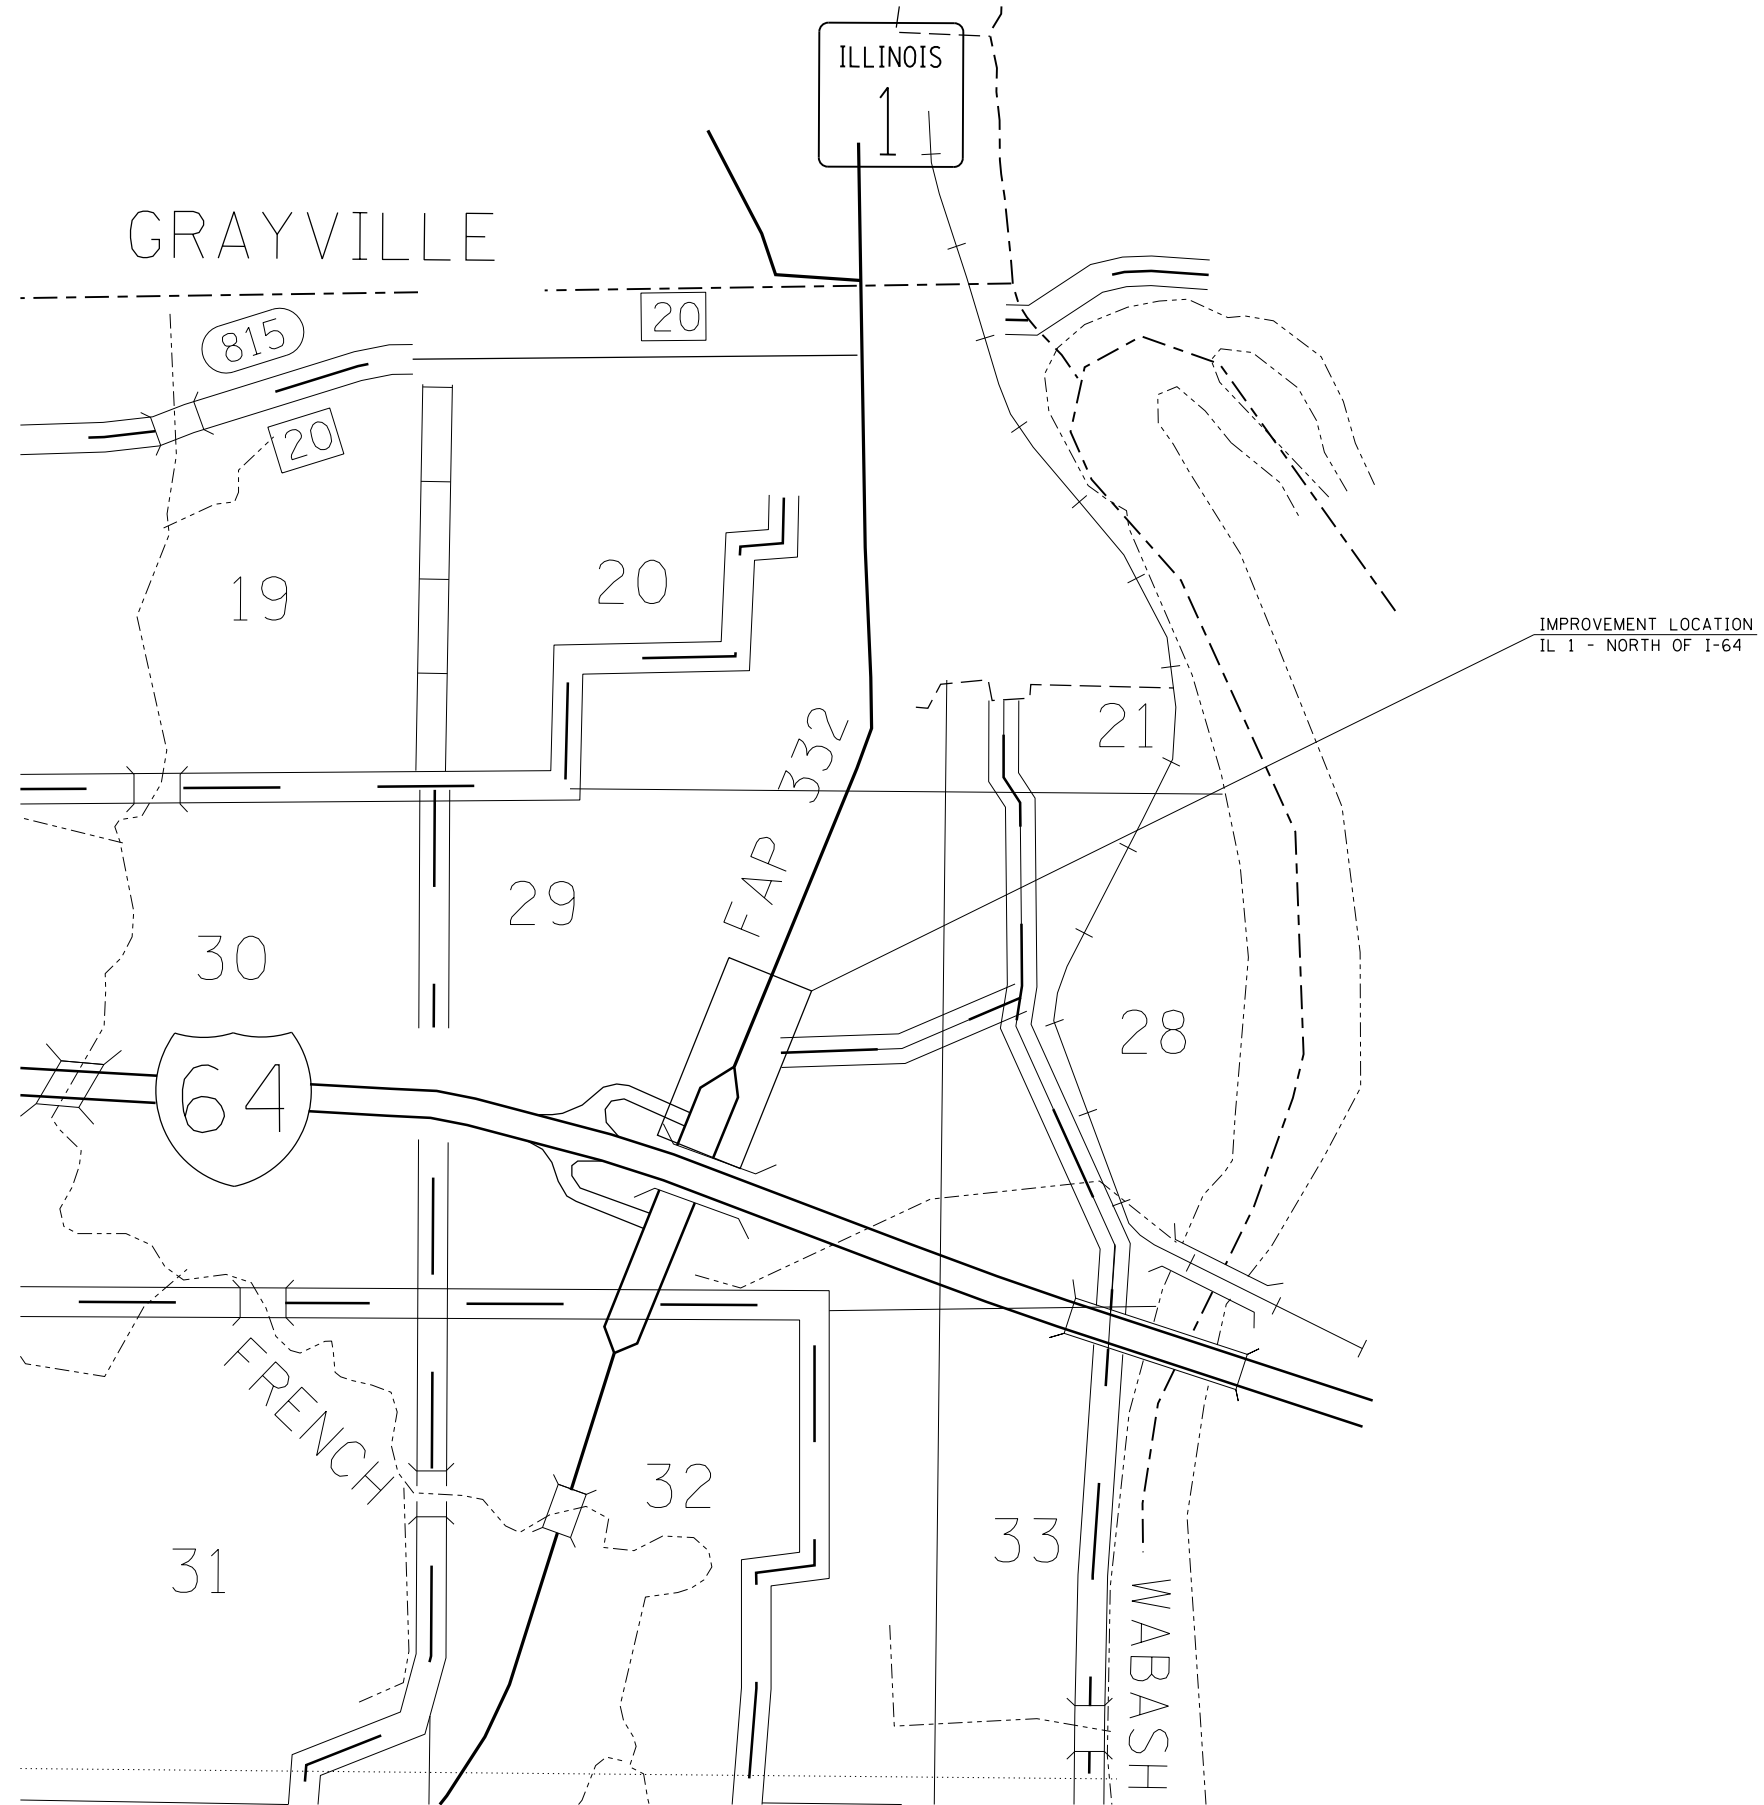 ILLINOIS
1
GRAYVILLE
20
815
20
19
20
IMPROVEMENT LOCATION
IL 1 - NORTH OF I-64
21
FAP 332
29
30
28
64
FRENCH
32
33
31
WABASH